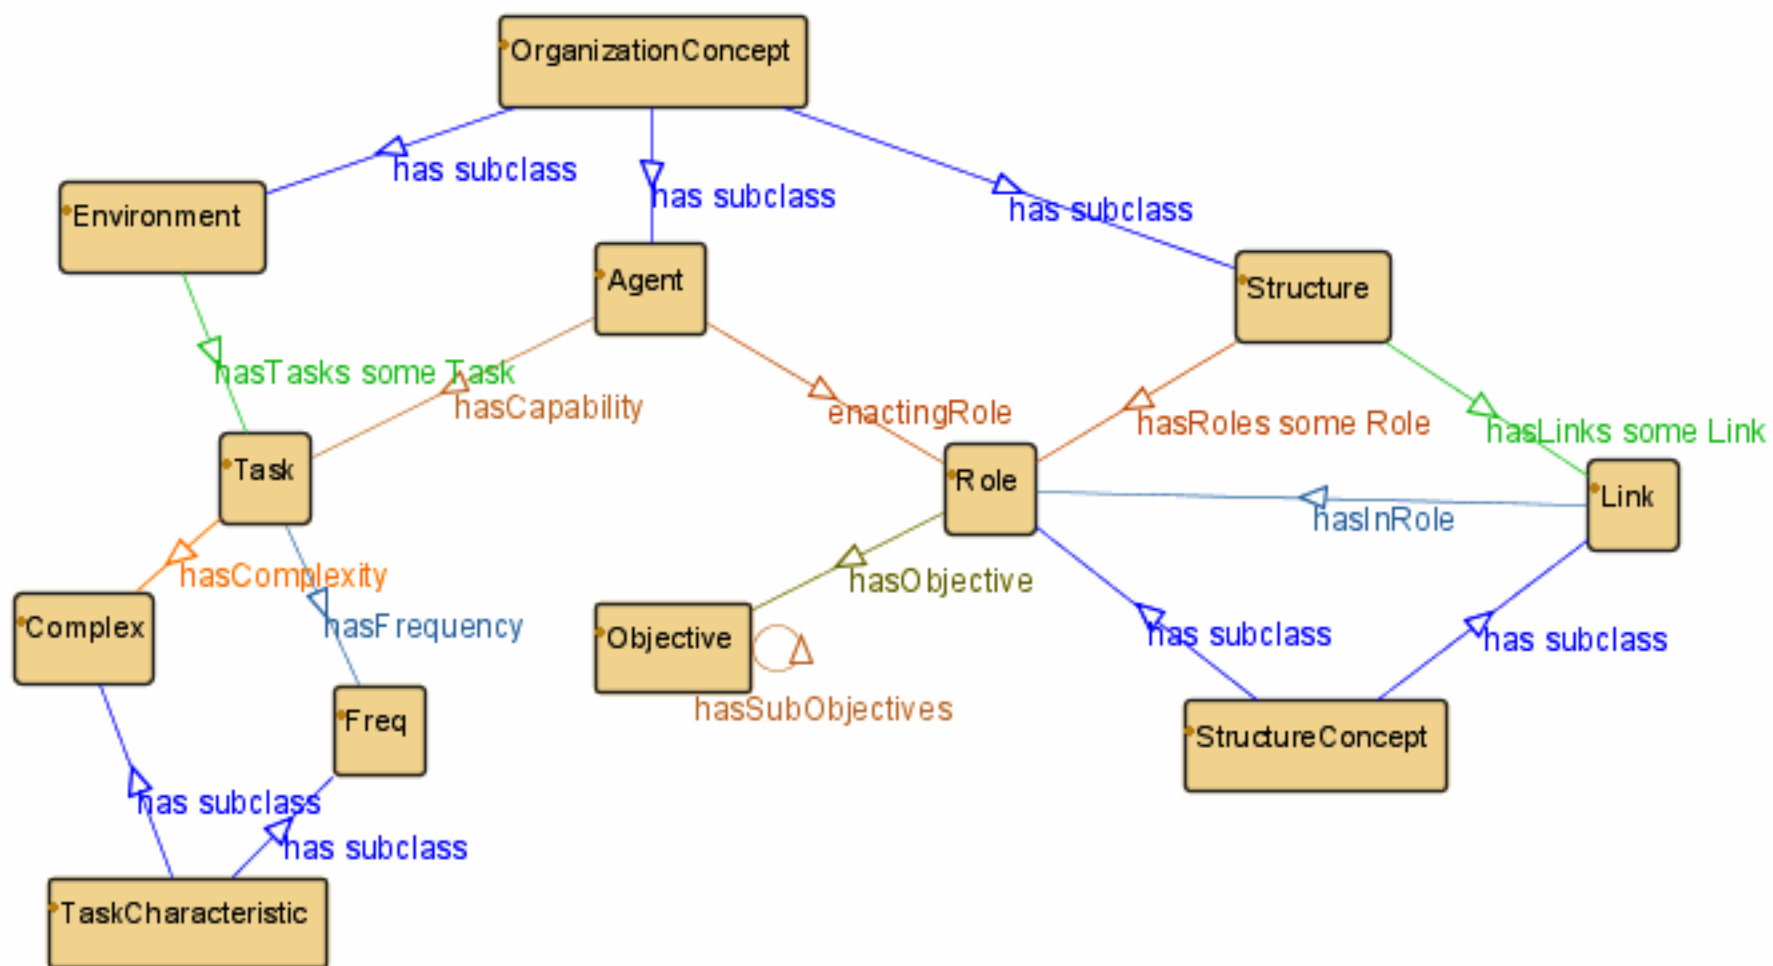 OrganizationConcept
has subclass
has subclass
has subclass
Environment
Agent
Structure
hasTasks some Task
hasCapability
enactingRole
hasRoles some Role
hasLinks some Link
Task
Role
Link
hasInRole
hasComplexity
hasObjective
Complex
hasFrequency
Objective
has subclass
has subclass
hasSubObjectives
Freq
StructureConcept
has subclass
has subclass
TaskCharacteristic